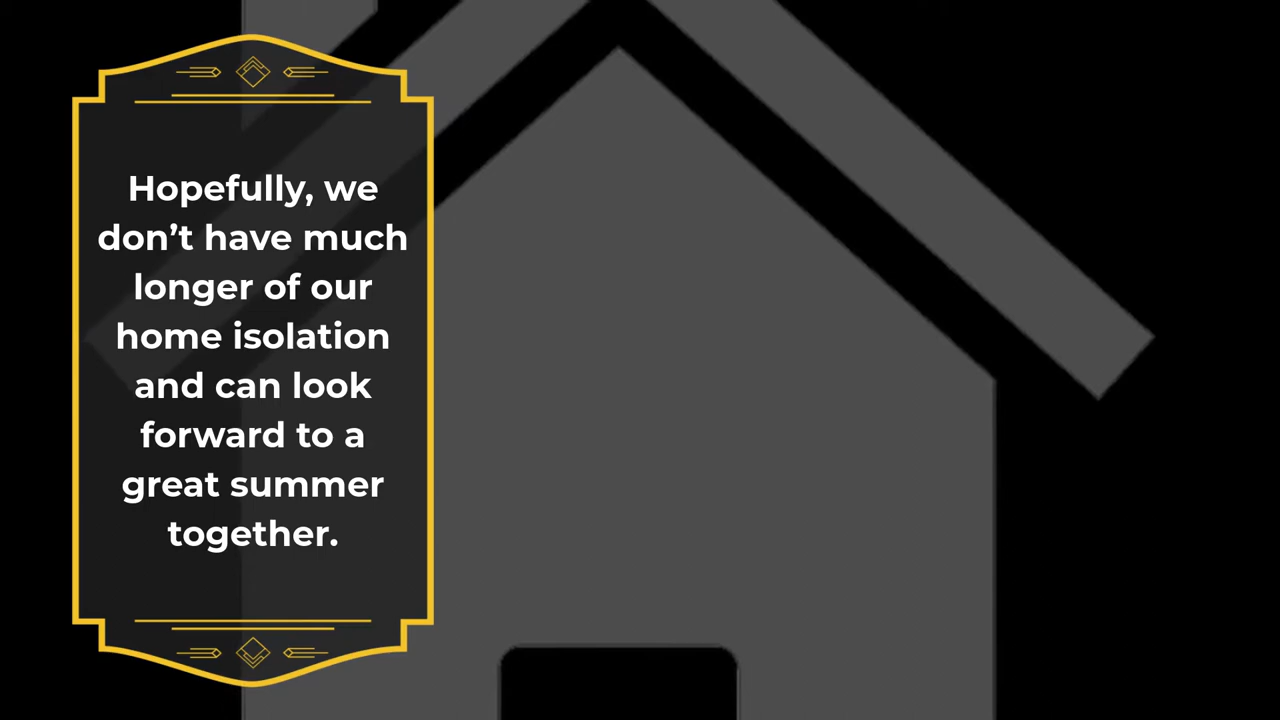 Hopefully, we
don’t have much
longer of our
home isolation
and can look
forward to a
great summer
together.